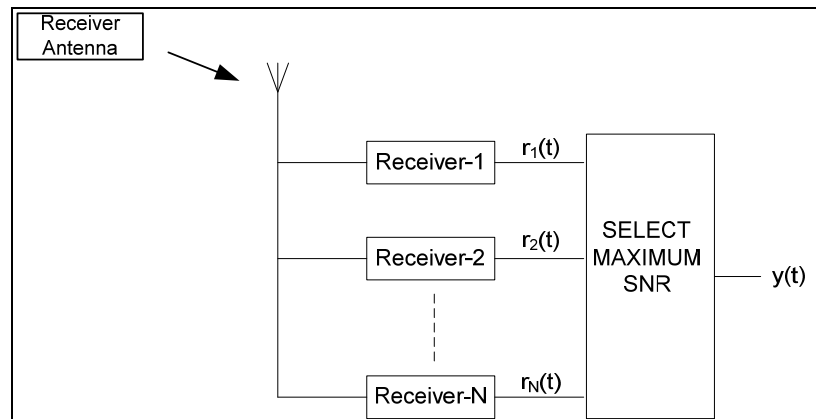 Receiver
Antenna
Receiver-1
r1(t)
Receiver-2
r2(t)
SELECT
MAXIMUM
SNR
y(t)
Receiver-N
rN(t)